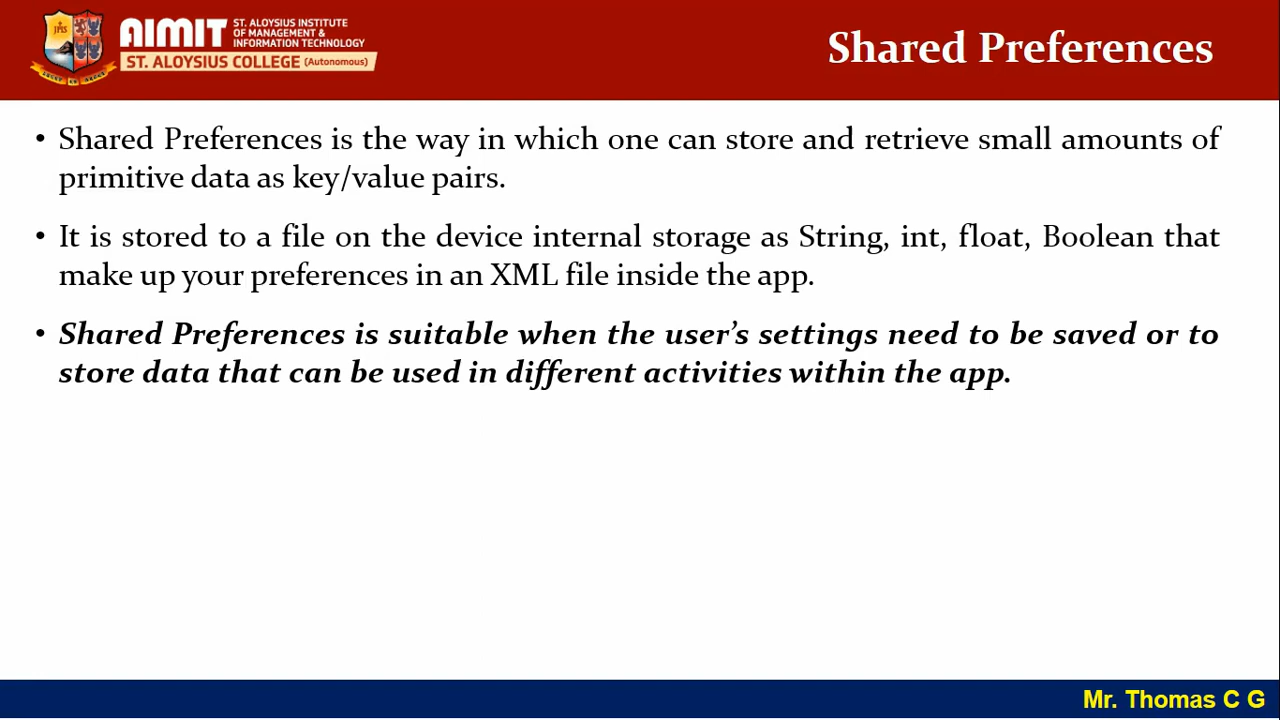 AIMIT
ST. ALOYSIUS INSTITUTE
OF MANAGEMENT &
INFORMATION TECHNOLOGY
ST. ALOYSIUS COLLEGE (Autonomous)
Shared Preferences
• Shared Preferences is the way in which one can store and retrieve small amounts of
primitive data as key/value pairs.
• It is stored to a file on the device internal storage as String, int, float, Boolean that
make up your preferences in an XML file inside the app.
• Shared Preferences is suitable when the user’s settings need to be saved or to
store data that can be used in different activities within the app.
Mr. Thomas C G